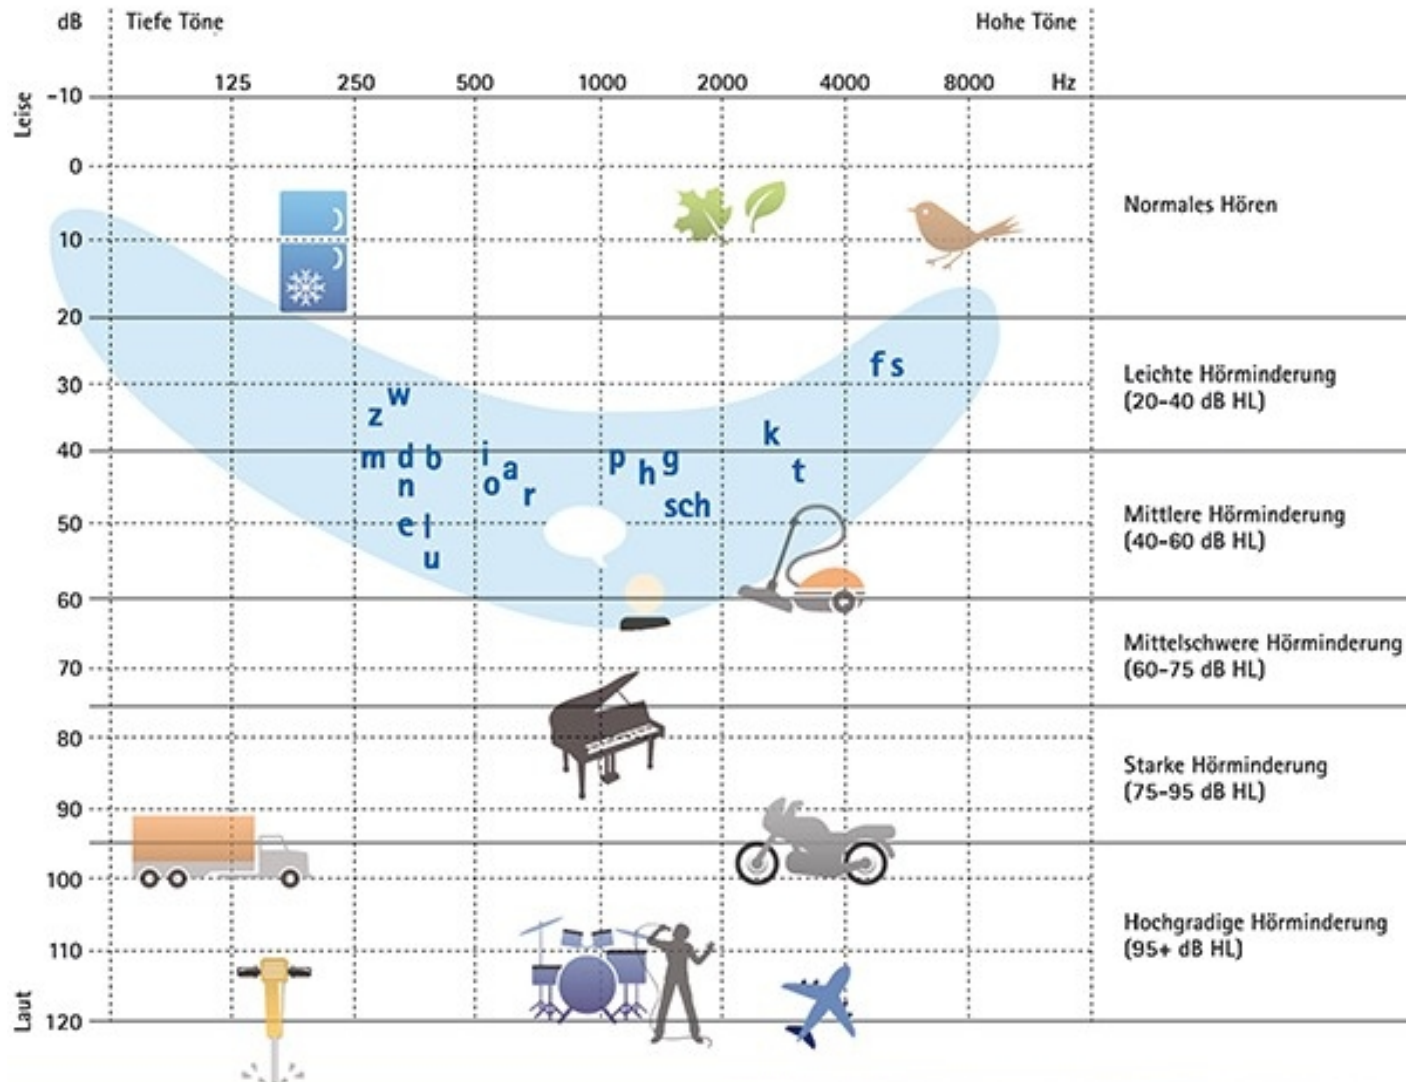 dB Tiefe Töne Hohe Töne
125 250 500 1000 2000 4000 8000 Hz
Leise
-10
0
Normales Hören
10
20
f s
Leichte Hörminderung
(20-40 dB HL)
30
w
z
k
40
m d b i a p h g t
n o r
sch
50
e l
u
Mittlere Hörminderung
(40-60 dB HL)
60
Mittelschwere Hörminderung
(60-75 dB HL)
70
80
Starke Hörminderung
(75-95 dB HL)
90
100
Hochgradige Hörminderung
(95+ dB HL)
110
Laut
120